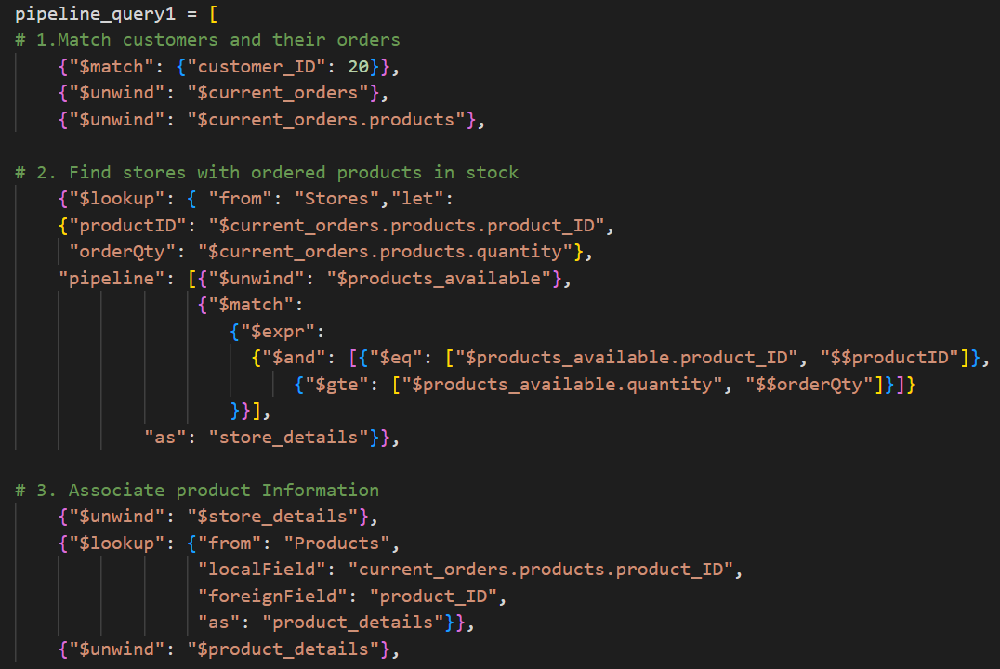 pipeline_query1 = [
# 1.Match customers and their orders
{"$match": {"customer_ID": 20}},
{"$unwind": "$current_orders"},
{"$unwind": "$current_orders.products"},
# 2. Find stores with ordered products in stock
{"$lookup": { "from": "Stores","let":
{"productID": "$current_orders.products.product_ID",
"orderQty": "$current_orders.products.quantity"},
"pipeline": [{"$unwind": "$products_available"},
{"$match":
{"$expr":
{"$and": [{"$eq": ["$products_available.product_ID", "$$productID"]},
{"$gte": ["$products_available.quantity", "$$orderQty"]}]}
}}],
"as": "store_details"}},
# 3. Associate product Information
{"$unwind": "$store_details"},
{"$lookup": {"from": "Products",
"localField": "current_orders.products.product_ID",
"foreignField": "product_ID",
"as": "product_details"}},
{"$unwind": "$product_details"},